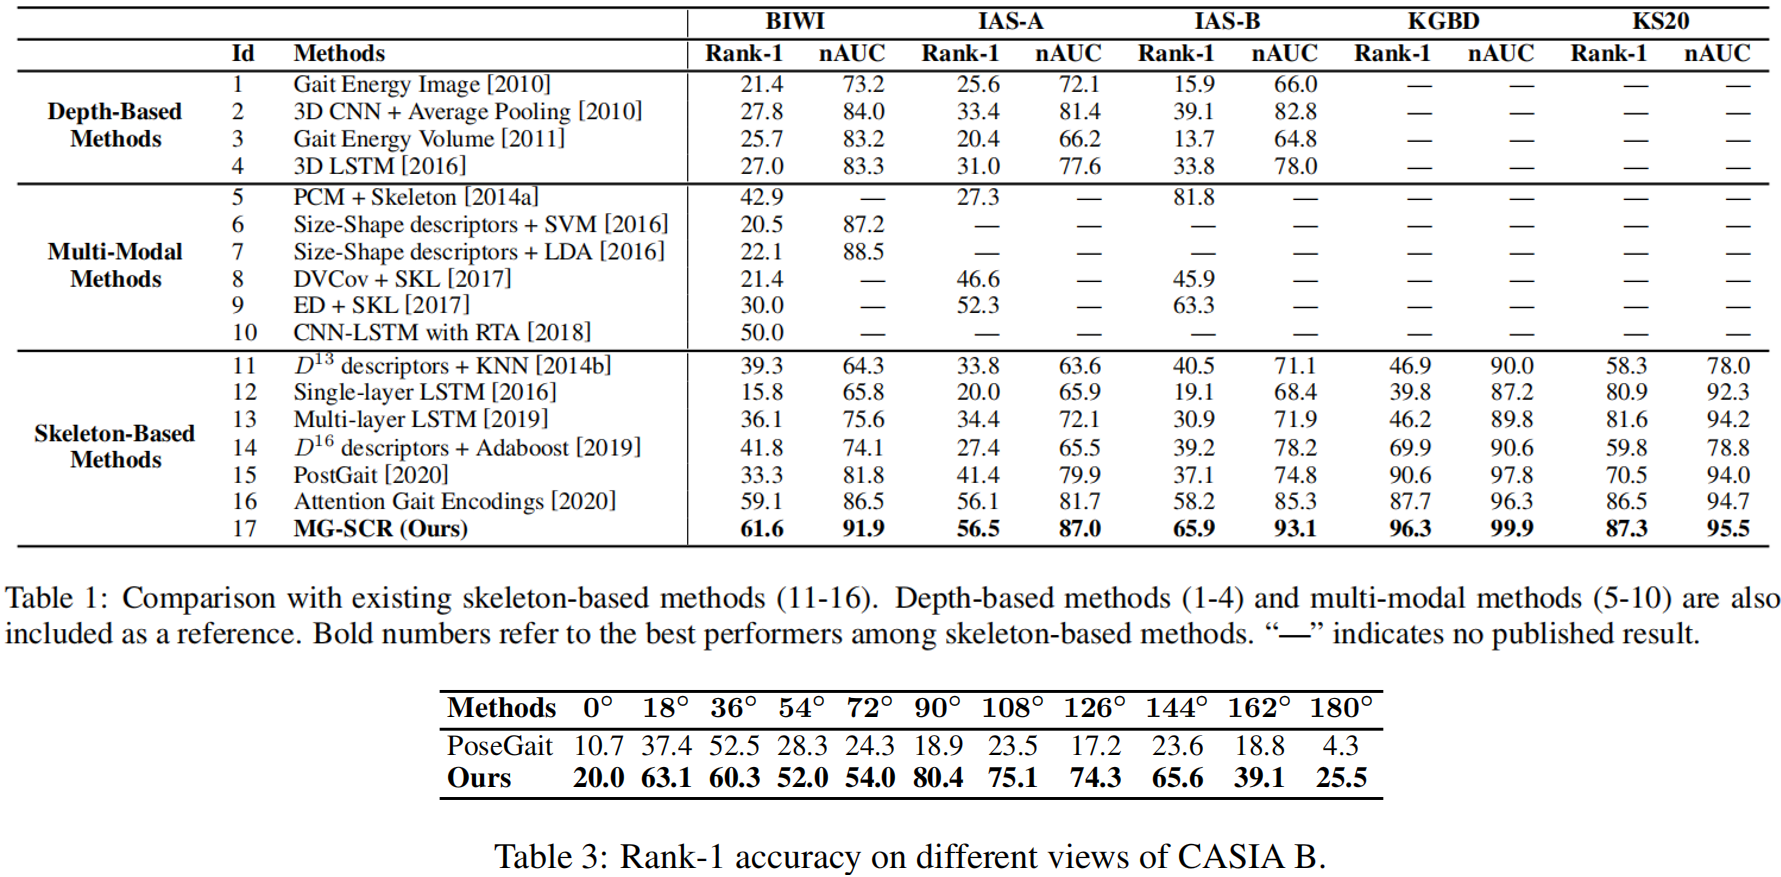 BIWI IAS-A IAS-B KGBD KS20
Id Methods Rank-1 nAUC Rank-1 nAUC Rank-1 nAUC Rank-1 nAUC Rank-1 nAUC
Depth-Based Methods
1 Gait Energy Image [2010] 21.4 73.2 25.6 72.1 15.9 66.0 — — — —
2 3D CNN + Average Pooling [2010] 27.8 84.0 33.4 81.4 39.1 82.8 — — — —
3 Gait Energy Volume [2011] 25.7 83.2 20.4 66.2 13.7 64.8 — — — —
4 3D LSTM [2016] 27.0 83.3 31.0 77.6 33.8 78.0 — — — —
Multi-Modal Methods
5 PCM + Skeleton [2014a] 42.9 — 27.3 — 81.8 — — — — —
6 Size-Shape descriptors + SVM [2016] 20.5 87.2 — — — — — — — —
7 Size-Shape descriptors + LDA [2016] 22.1 88.5 — — — — — — — —
8 DVCov + SKL [2017] 21.4 — 46.6 — 45.9 — — — — —
9 ED + SKL [2017] 30.0 — 52.3 — 63.3 — — — — —
10 CNN-LSTM with RTA [2018] 50.0 — — — — — — — — —
Skeleton-Based Methods
11 D¹³ descriptors + KNN [2014b] 39.3 64.3 33.8 63.6 40.5 71.1 46.9 90.0 58.3 78.0
12 Single-layer LSTM [2016] 15.8 65.8 20.0 65.9 19.1 68.4 39.8 87.2 80.9 92.3
13 Multi-layer LSTM [2019] 36.1 75.6 34.4 72.1 30.9 71.9 46.2 89.8 81.6 94.2
14 D¹⁶ descriptors + Adaboost [2019] 41.8 74.1 27.4 65.5 39.2 78.2 69.9 90.6 59.8 78.8
15 PostGait [2020] 33.3 81.8 41.4 79.9 37.1 74.8 90.6 97.8 70.5 94.0
16 Attention Gait Encodings [2020] 59.1 86.5 56.1 81.7 58.2 85.3 87.7 96.3 86.5 94.7
17 MG-SCR (Ours) 61.6 91.9 56.5 87.0 65.9 93.1 96.3 99.9 87.3 95.5
Table 1: Comparison with existing skeleton-based methods (11-16). Depth-based methods (1-4) and multi-modal methods (5-10) are also
included as a reference. Bold numbers refer to the best performers among skeleton-based methods. “—” indicates no published result.
Methods 0° 18° 36° 54° 72° 90° 108° 126° 144° 162° 180°
PoseGait 10.7 37.4 52.5 28.3 24.3 18.9 23.5 17.2 23.6 18.8 4.3
Ours 20.0 63.1 60.3 52.0 54.0 80.4 75.1 74.3 65.6 39.1 25.5
Table 3: Rank-1 accuracy on different views of CASIA B.